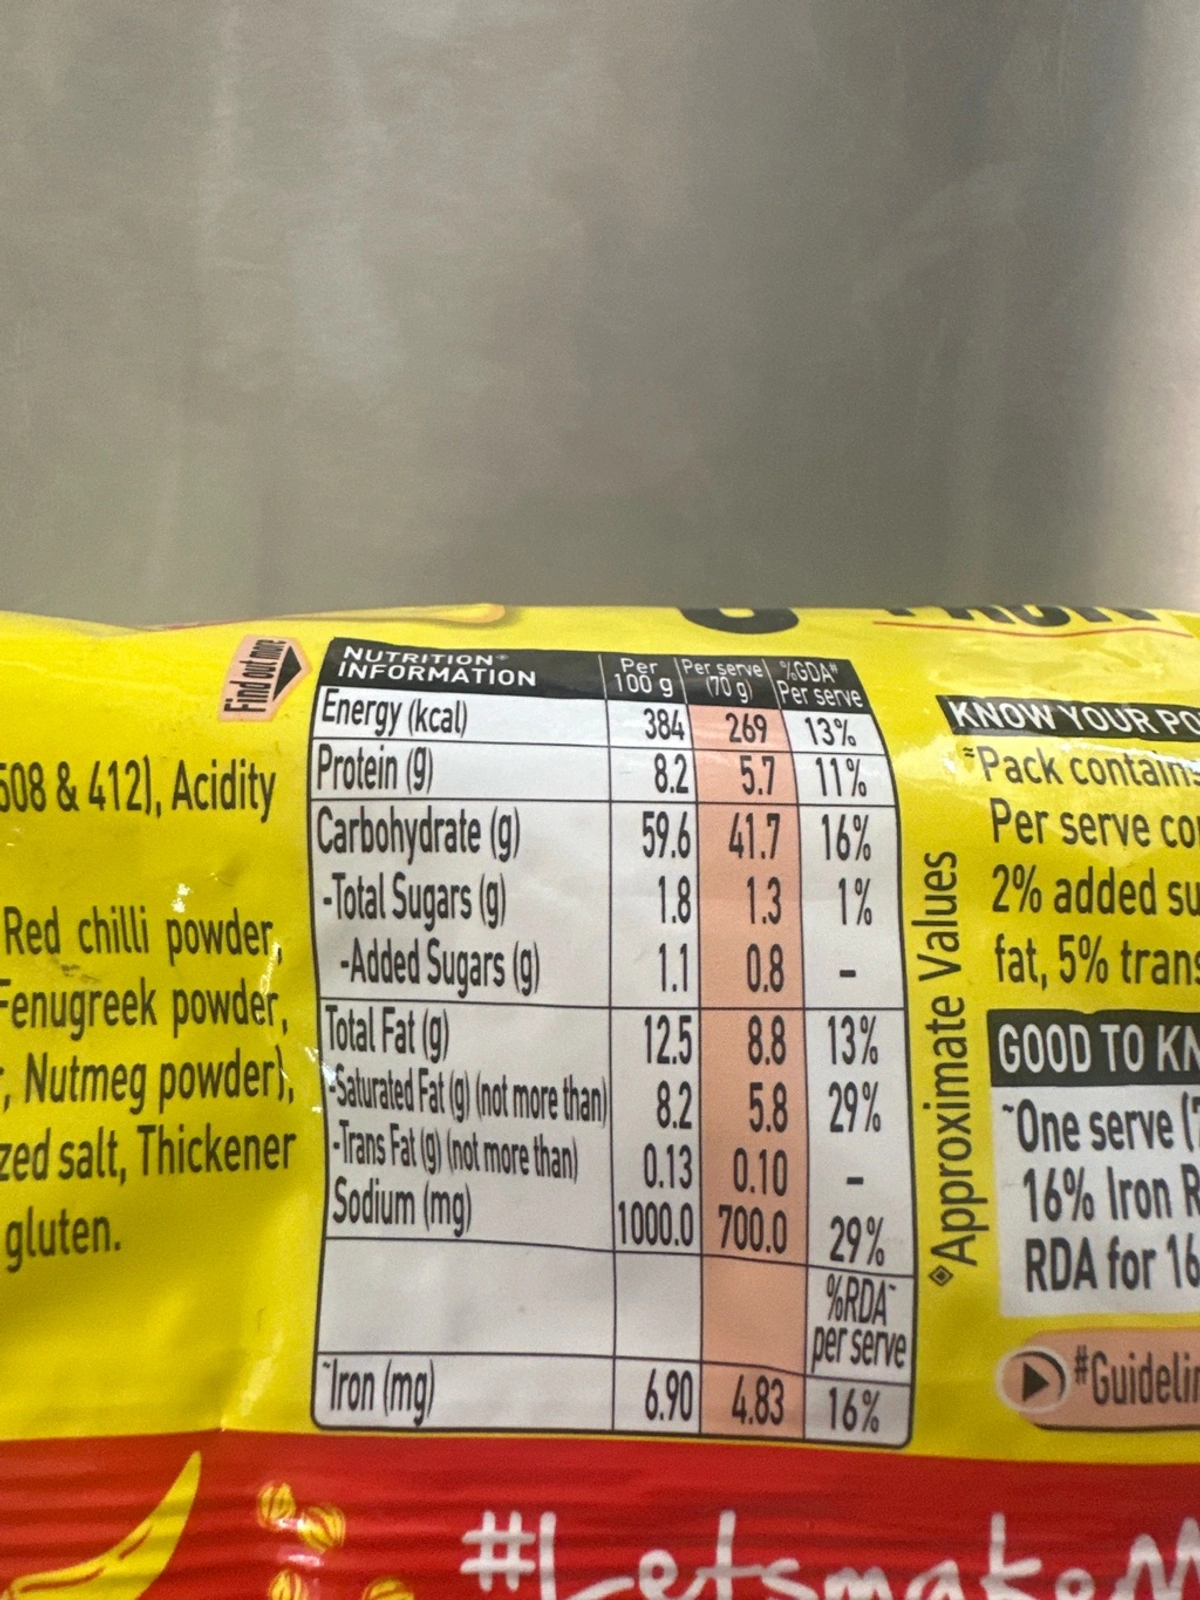 Find out more
508 & 412), Acidity
Red chilli powder,
Fenugreek powder,
, Nutmeg powder),
zed salt, Thickener
gluten.
NUTRITION◆ INFORMATION Per 100 g Per serve (70 g) %GDA# Per serve
Energy (kcal) 384 269 13%
Protein (g) 8.2 5.7 11%
Carbohydrate (g) 59.6 41.7 16%
-Total Sugars (g) 1.8 1.3 1%
-Added Sugars (g) 1.1 0.8 –
Total Fat (g) 12.5 8.8 13%
-Saturated Fat (g) (not more than) 8.2 5.8 29%
-Trans Fat (g) (not more than) 0.13 0.10 –
Sodium (mg) 1000.0 700.0 29%
%RDA~ per serve
~Iron (mg) 6.90 4.83 16%
◆Approximate Values
KNOW YOUR PO
≈Pack contains
Per serve co
2% added su
fat, 5% trans
GOOD TO KN
~One serve (7
16% Iron R
RDA for 16
#Guidelin
#LetsmakeM